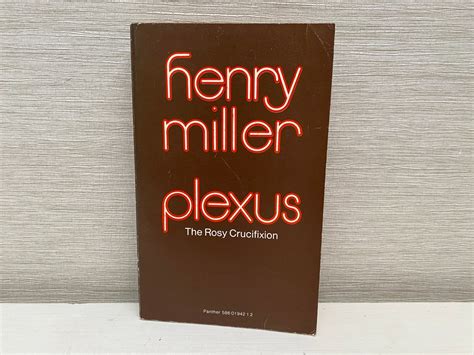 henry
miller
plexus
The Rosy Crucifixion
Panther 586 01942 1 2